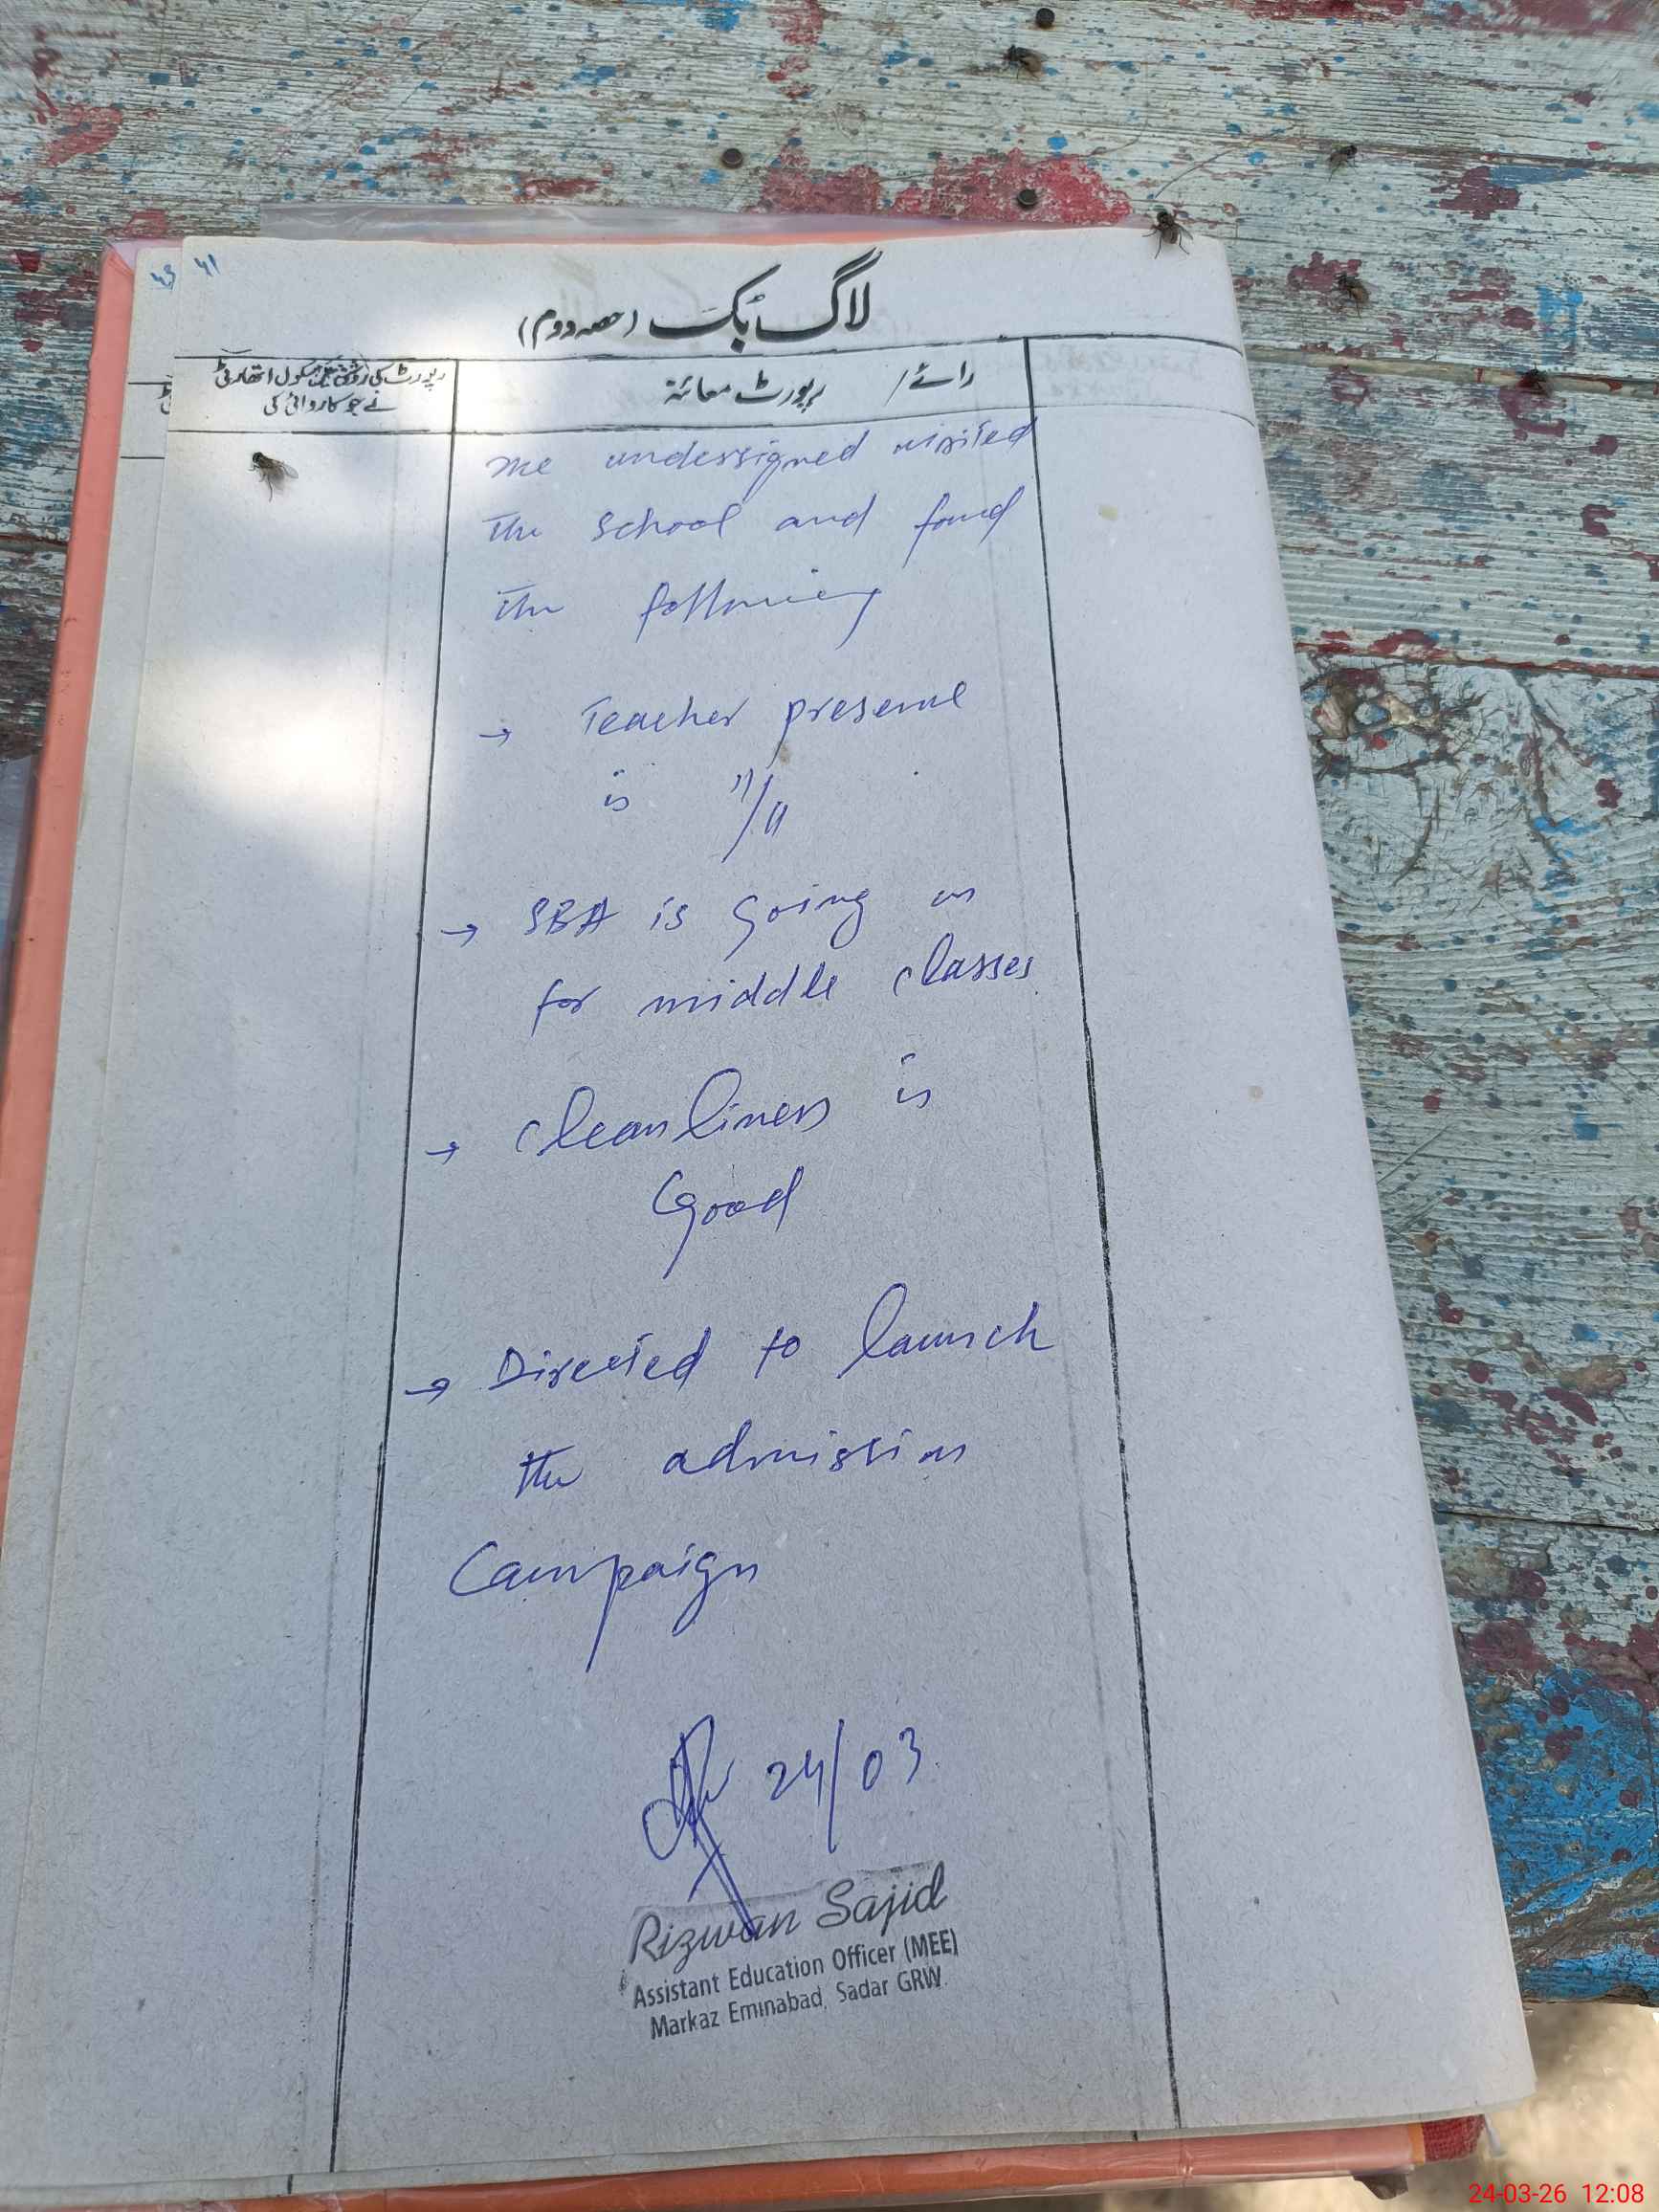 لاگ بک (حصہ دوم)
رائے / رپورٹ معائنہ
رپورٹ کی روشنی میں سکول اتھارٹی
نے جو کاروائی کی
The undersigned visited
the school and found
the following
→ Teacher presence
is 11/11
→ SBA is going on
for middle classes
→ cleanliness is
Good
→ Directed to launch
the admission
Campaign
24/03
Rizwan Sajid
Assistant Education Officer (MEE)
Markaz Eminabad, Sadar GRW.
24-03-26 12:08